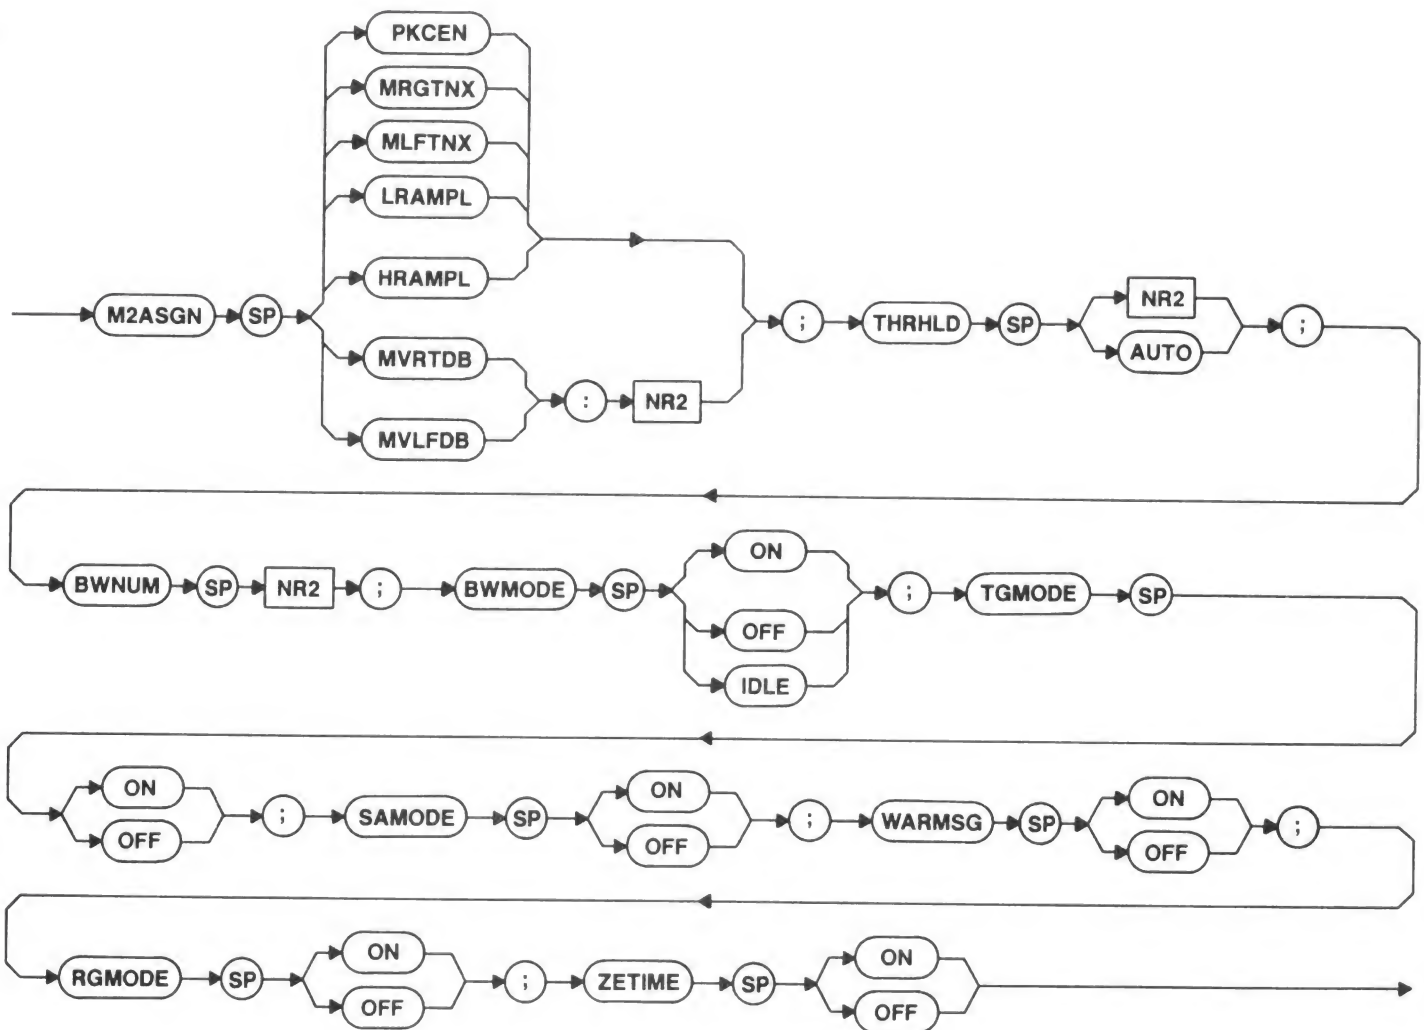 PKCEN
MRGTNX
MLFTNX
LRAMPL
HRAMPL
M2ASGN SP ; THRHLD SP NR2 ;
AUTO
MVRTDB
: NR2
MVLFDB
BWNUM SP NR2 ; BWMODE SP ON ; TGMODE SP
OFF
IDLE
ON ; SAMODE SP ON ; WARMSG SP ON ;
OFF OFF OFF
RGMODE SP ON ; ZETIME SP ON
OFF OFF